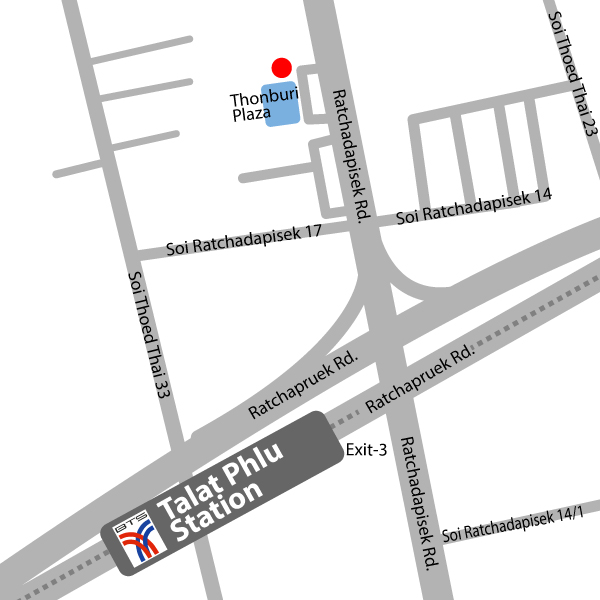 Soi Thoed Thai 23
Thonburi
Plaza
Ratchadapisek Rd.
Soi Ratchadapisek 14
Soi Ratchadapisek 17
Soi Thoed Thai 33
Ratchapruek Rd.
Ratchapruek Rd.
Exit-3
Talat Phlu
Station
BTS
Ratchadapisek Rd.
Soi Ratchadapisek 14/1